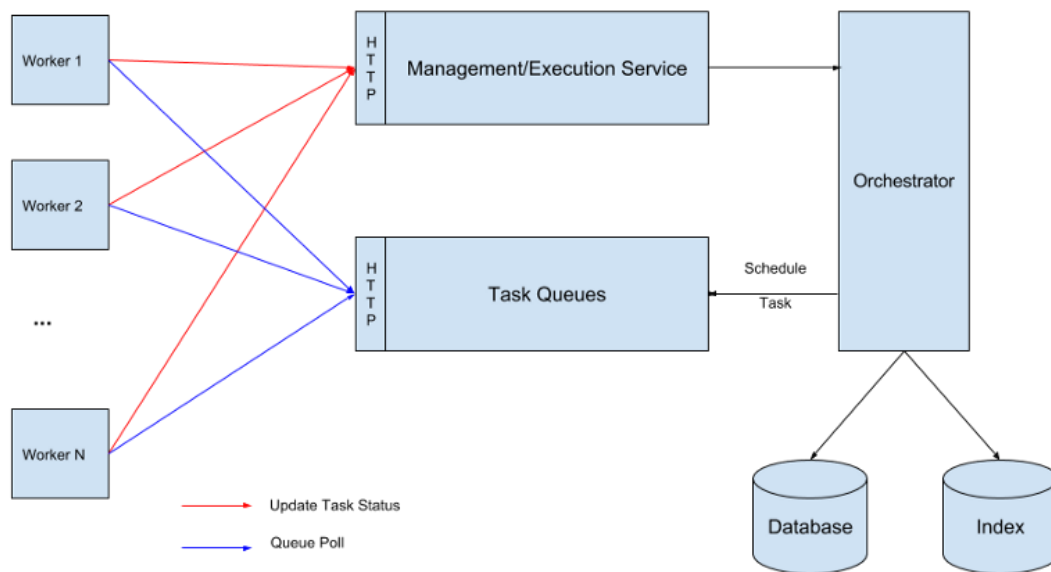 Worker 1
H
T
T
P
Management/Execution Service
Worker 2
Orchestrator
H
T
T
P
Task Queues
Schedule
Task
...
Worker N
Update Task Status
Queue Poll
Database
Index